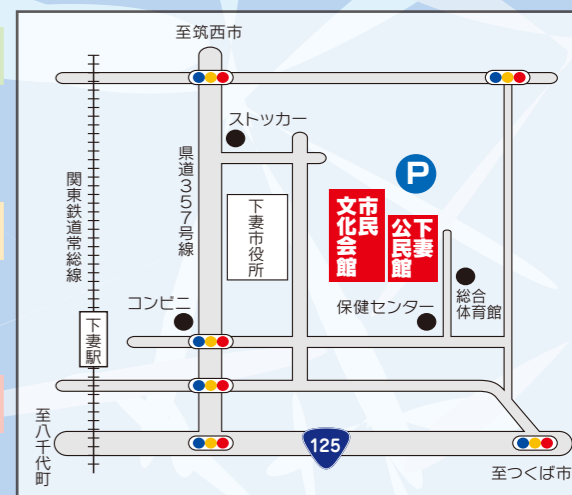 至筑西市
ストッカー
県道357号線
関東鉄道常総線
下妻市役所
P
市民
文化会館
下妻
公民館
総合
体育館
保健センター
コンビニ
下妻駅
至八千代町
125
至つくば市